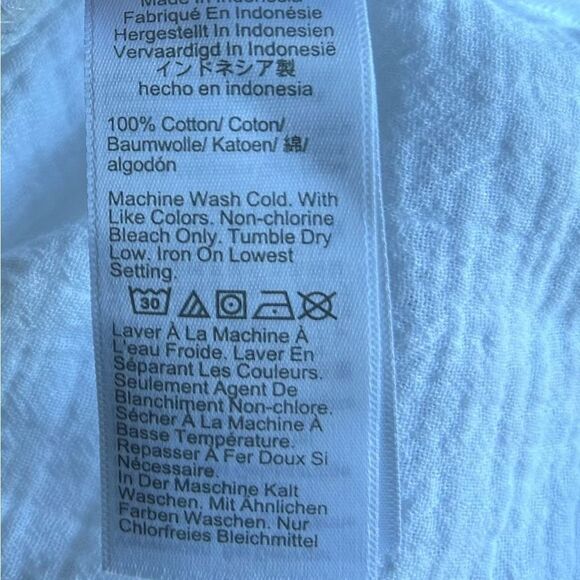 Made In Indonesia
Fabriqué En Indonésie
Hergestellt In Indonesien
Vervaardigd In Indonesië
インドネシア製
hecho en indonesia
100% Cotton/ Coton/
Baumwolle/ Katoen/ 綿/
algodón
Machine Wash Cold. With
Like Colors. Non-chlorine
Bleach Only. Tumble Dry
Low. Iron On Lowest
Setting.
30
Laver À La Machine À
L'eau Froide. Laver En
Séparant Les Couleurs.
Seulement Agent De
Blanchiment Non-chlore.
Sécher À La Machine À
Basse Température.
Repasser À Fer Doux Si
Nécessaire.
In Der Maschine Kalt
Waschen. Mit Ähnlichen
Farben Waschen. Nur
Chlorfreies Bleichmittel